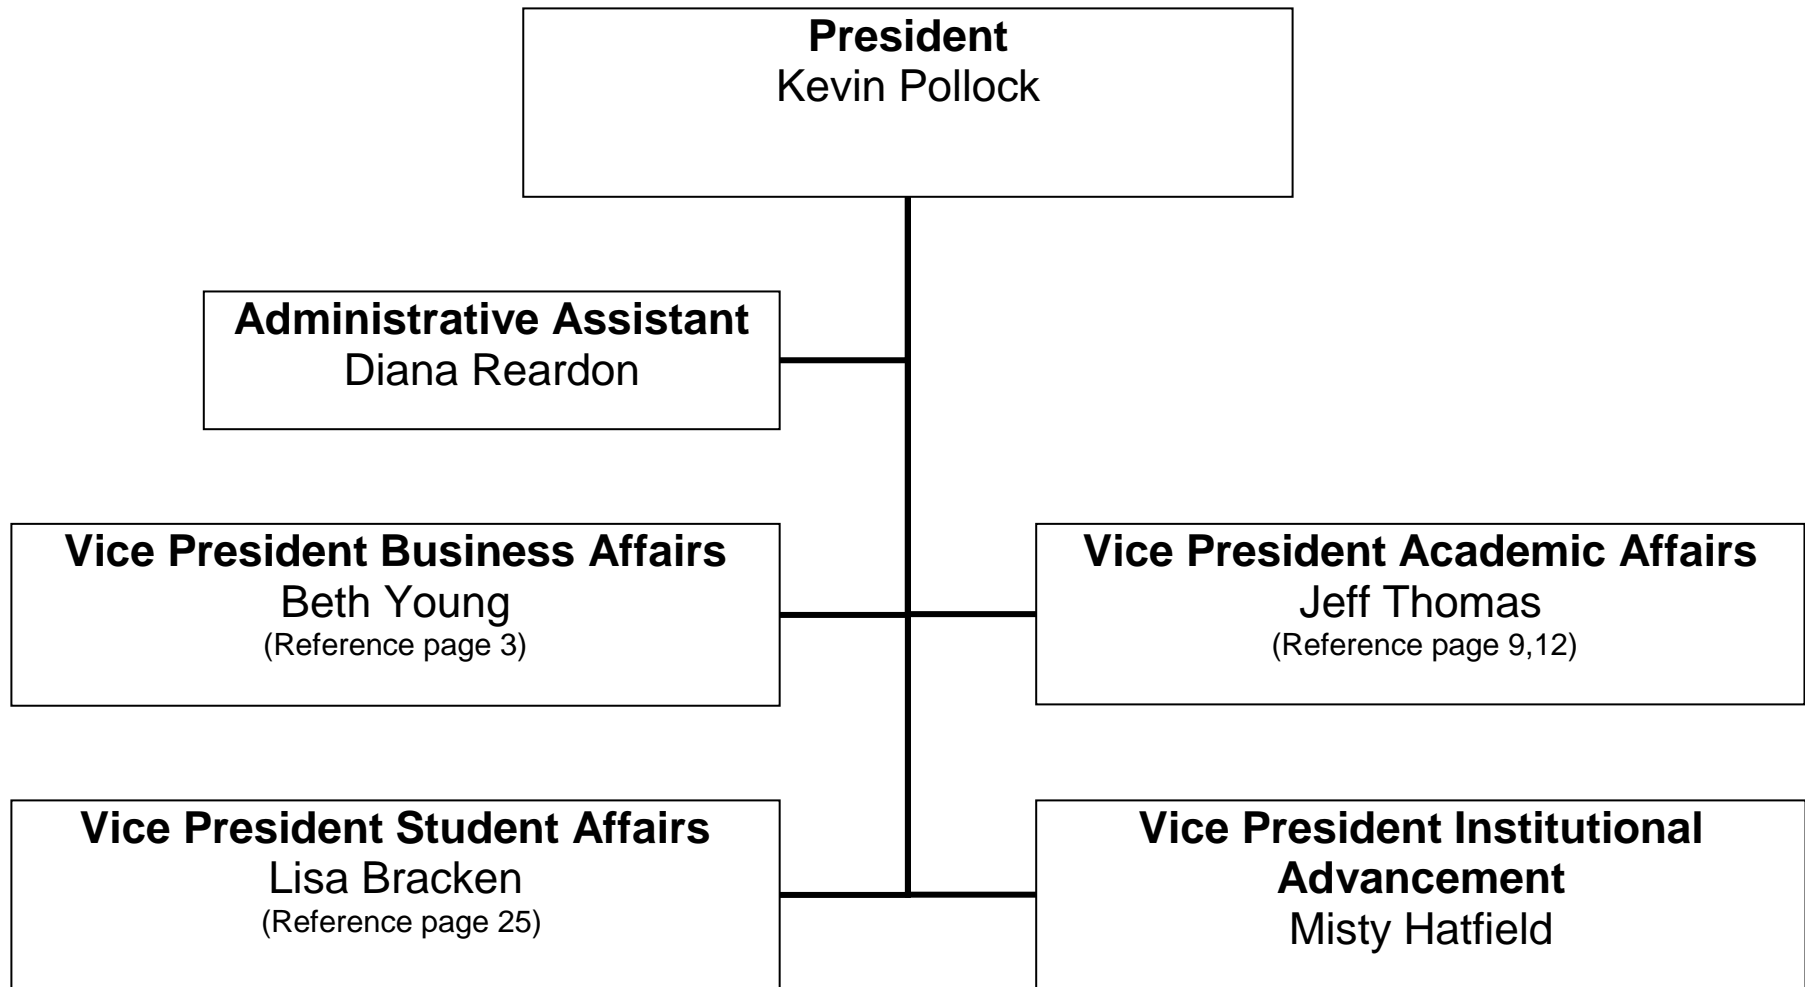 President
Kevin Pollock
Administrative Assistant
Diana Reardon
Vice President Business Affairs
Beth Young
(Reference page 3)
Vice President Academic Affairs
Jeff Thomas
(Reference page 9,12)
Vice President Student Affairs
Lisa Bracken
(Reference page 25)
Vice President Institutional
Advancement
Misty Hatfield